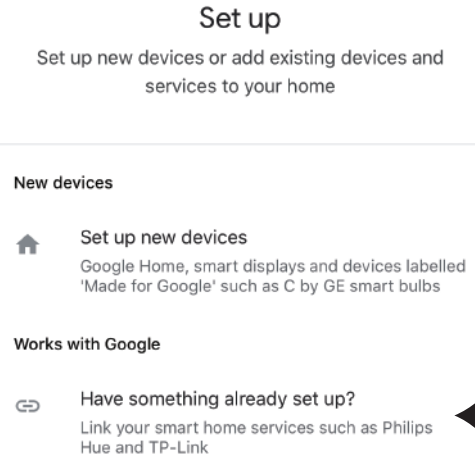 Set up
Set up new devices or add existing devices and
services to your home
New devices
Set up new devices
Google Home, smart displays and devices labelled
'Made for Google' such as C by GE smart bulbs
Works with Google
Have something already set up?
Link your smart home services such as Philips
Hue and TP-Link